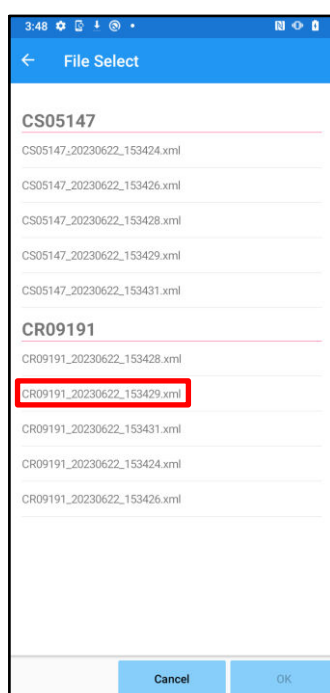 3:48
File Select
CS05147
CS05147_20230622_153424.xml
CS05147_20230622_153426.xml
CS05147_20230622_153428.xml
CS05147_20230622_153429.xml
CS05147_20230622_153431.xml
CR09191
CR09191_20230622_153428.xml
CR09191_20230622_153429.xml
CR09191_20230622_153431.xml
CR09191_20230622_153424.xml
CR09191_20230622_153426.xml
Cancel OK